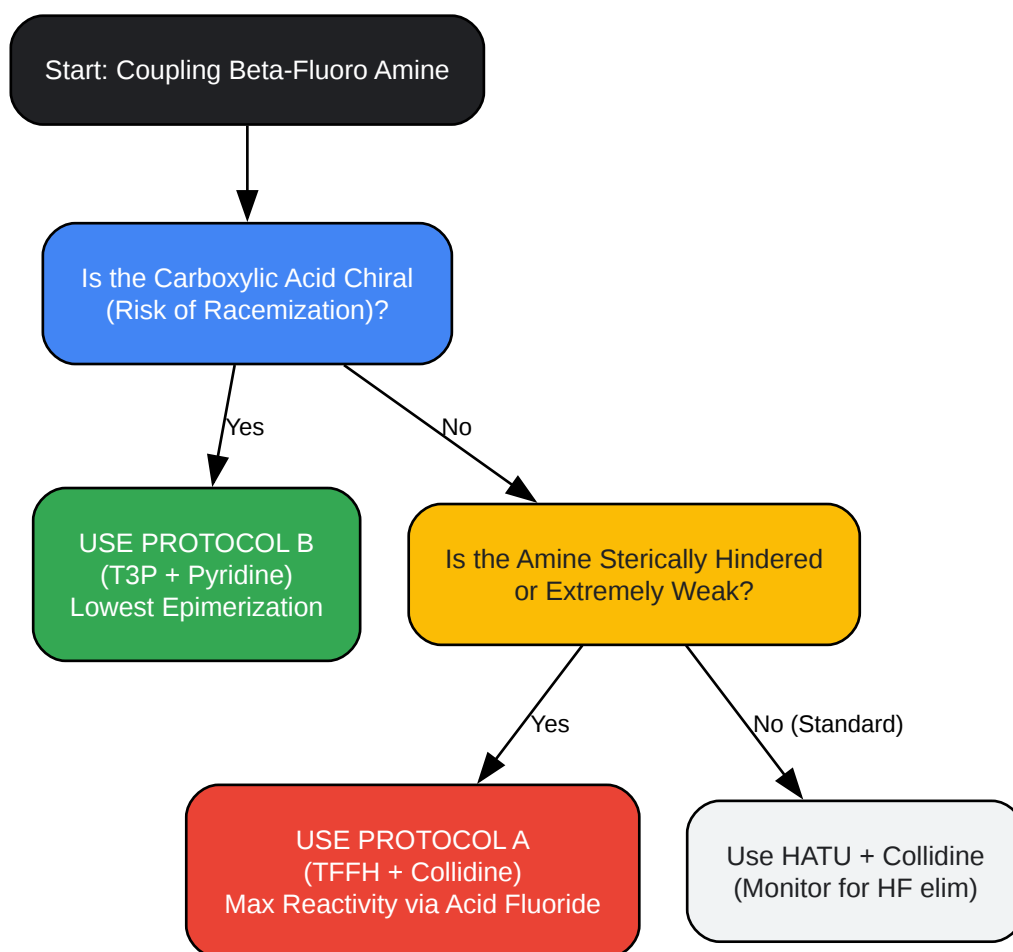 Start: Coupling Beta-Fluoro Amine
Is the Carboxylic Acid Chiral
(Risk of Racemization)?
Yes
No
USE PROTOCOL B
(T3P + Pyridine)
Lowest Epimerization
Is the Amine Sterically Hindered
or Extremely Weak?
Yes
No (Standard)
USE PROTOCOL A
(TFFH + Collidine)
Max Reactivity via Acid Fluoride
Use HATU + Collidine
(Monitor for HF elim)